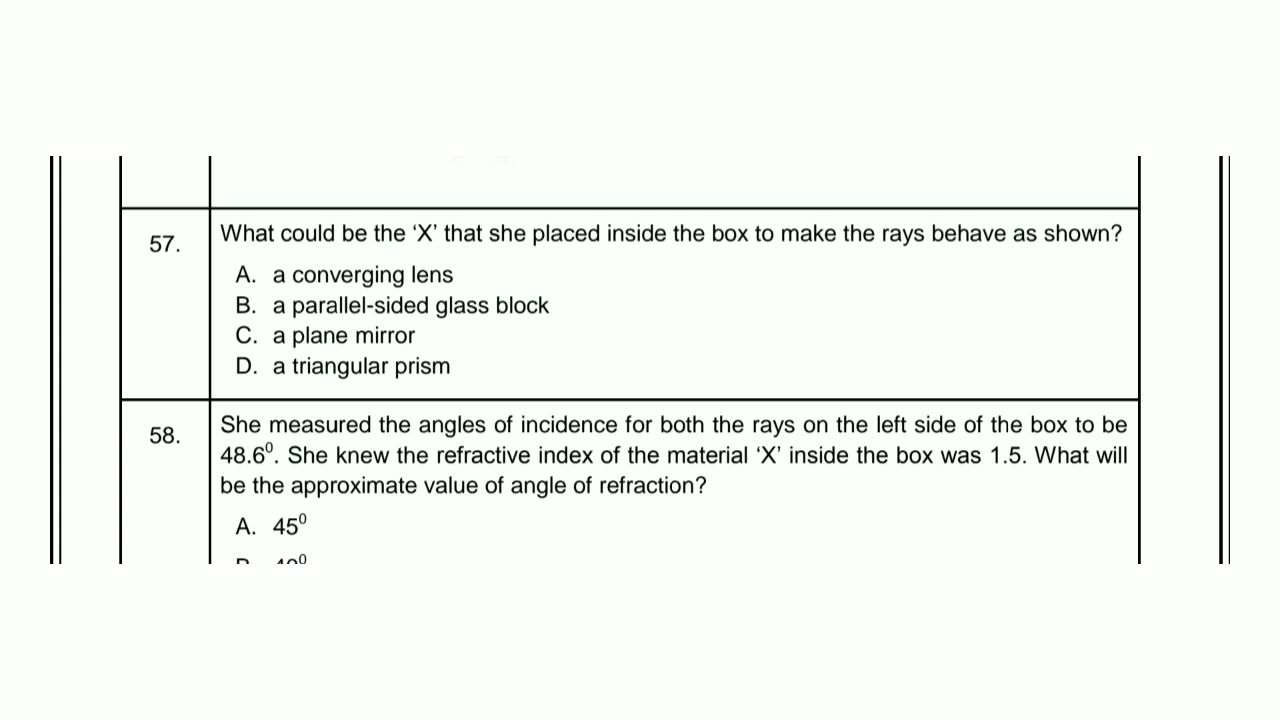 57. What could be the ‘X’ that she placed inside the box to make the rays behave as shown?
A. a converging lens
B. a parallel-sided glass block
C. a plane mirror
D. a triangular prism
58. She measured the angles of incidence for both the rays on the left side of the box to be
48.6⁰. She knew the refractive index of the material ‘X’ inside the box was 1.5. What will
be the approximate value of angle of refraction?
A. 45⁰